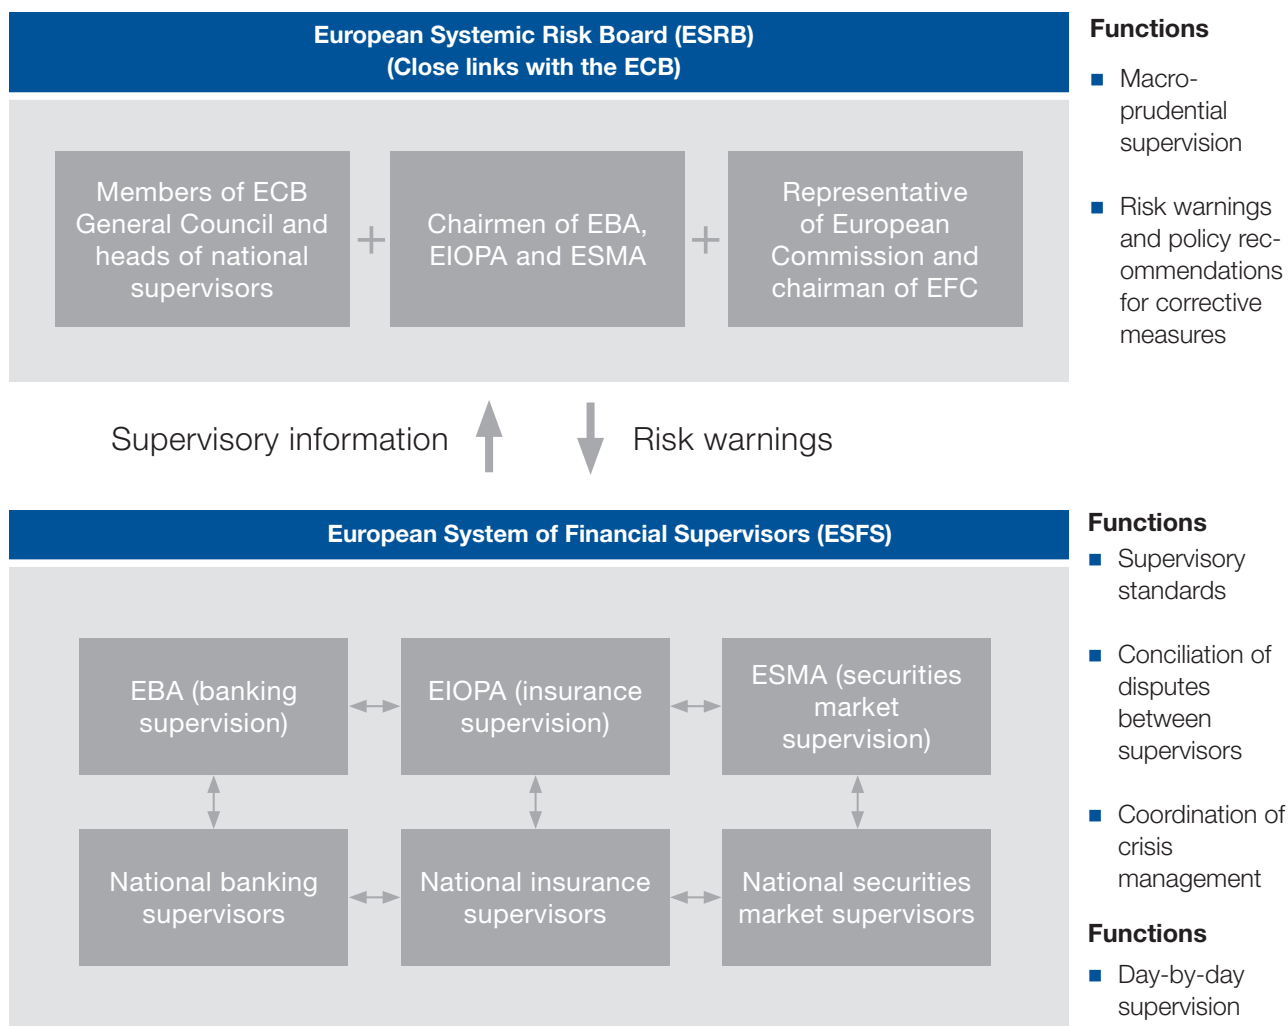 European Systemic Risk Board (ESRB)
(Close links with the ECB)
Functions
Macro-
prudential
supervision
Risk warnings
and policy rec-
ommendations
for corrective
measures
Members of ECB
General Council and
heads of national
supervisors
+
Chairmen of EBA,
EIOPA and ESMA
+
Representative
of European
Commission and
chairman of EFC
Supervisory information
Risk warnings
European System of Financial Supervisors (ESFS)
Functions
Supervisory
standards
Conciliation of
disputes
between
supervisors
Coordination of
crisis
management
EBA (banking
supervision)
EIOPA (insurance
supervision)
ESMA (securities
market
supervision)
National banking
supervisors
National insurance
supervisors
National securities
market supervisors
Functions
Day-by-day
supervision